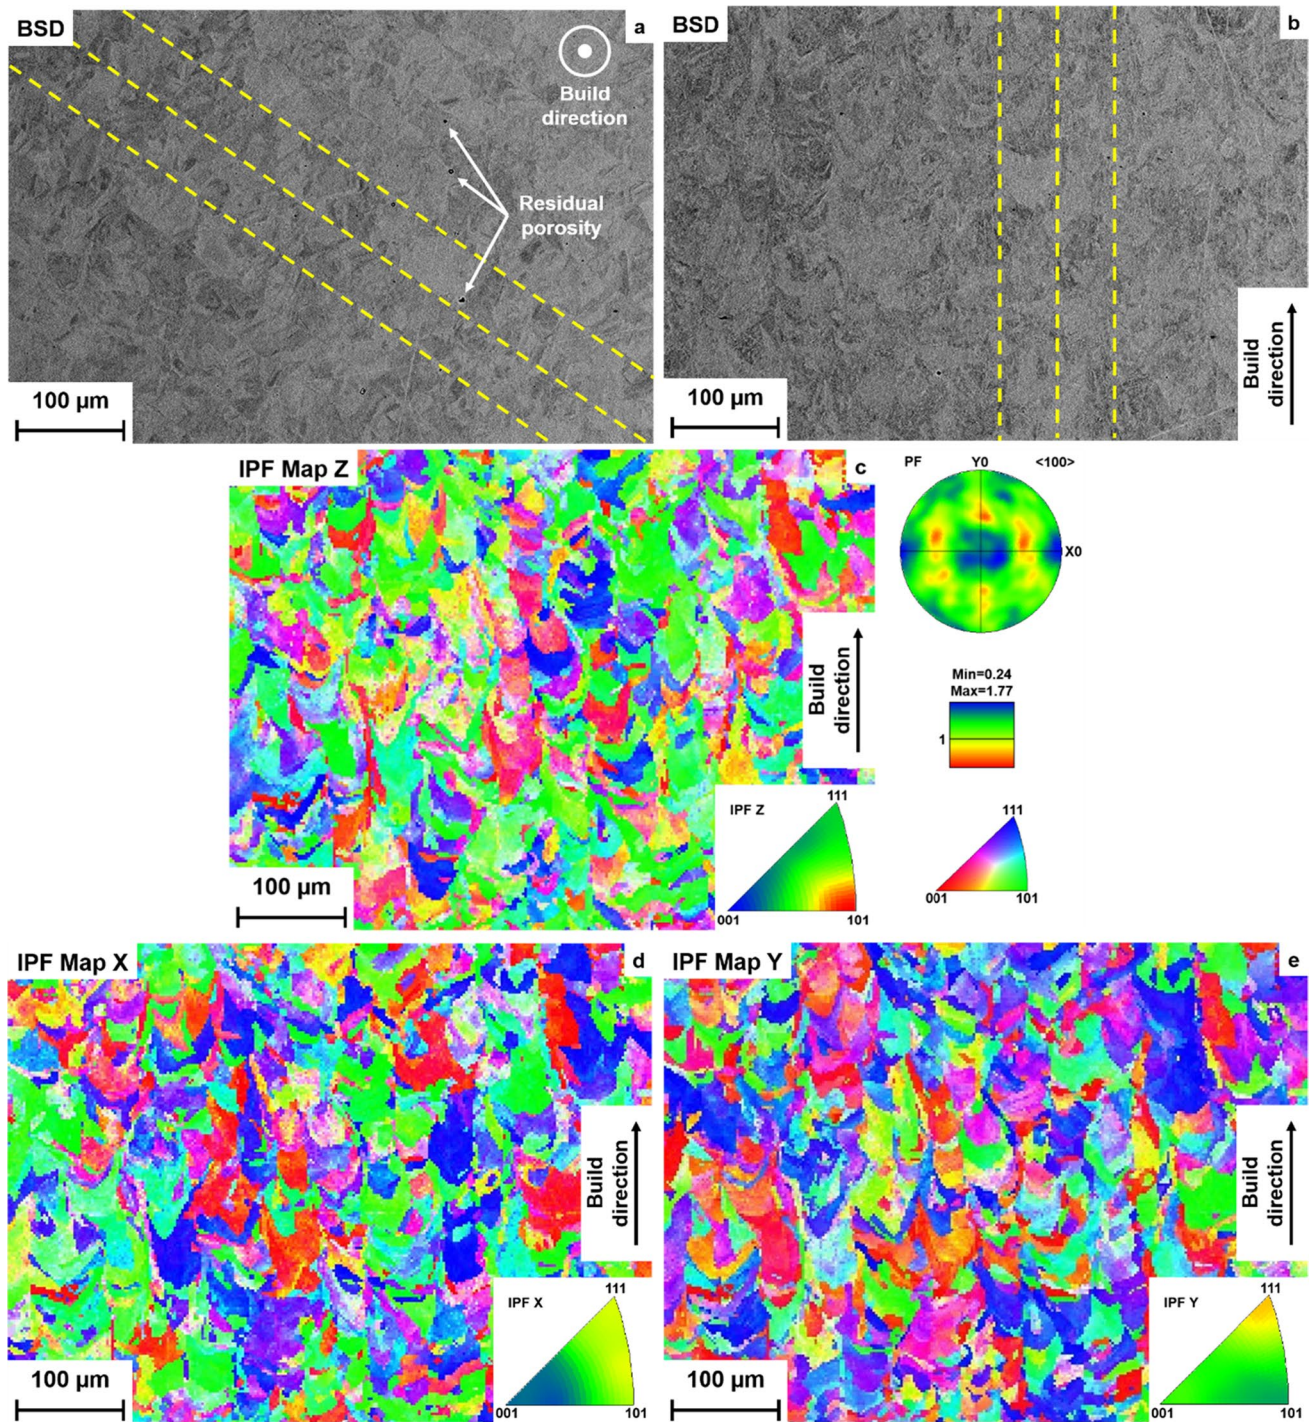 BSD
a
Build
direction
Residual
porosity
100 µm
BSD
b
Build
direction
100 µm
IPF Map Z
c
Build
direction
100 µm
IPF Z
111
001
101
PF
Y0
<100>
X0
Min=0.24
Max=1.77
1
111
001
101
IPF Map X
d
Build
direction
100 µm
IPF X
111
001
101
IPF Map Y
e
Build
direction
100 µm
IPF Y
111
001
101